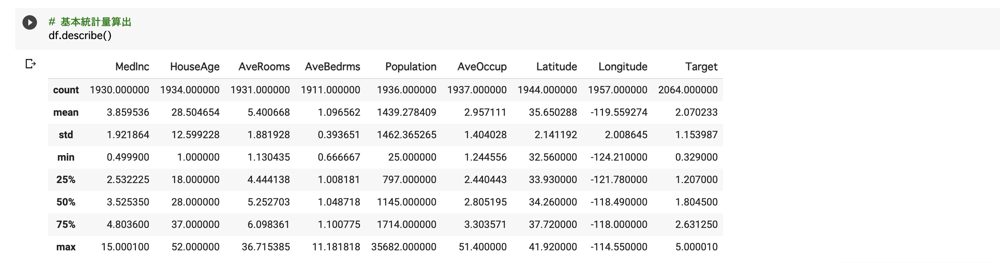 # 基本統計量算出
df.describe()
MedInc HouseAge AveRooms AveBedrms Population AveOccup Latitude Longitude Target
count 1930.000000 1934.000000 1931.000000 1911.000000 1936.000000 1937.000000 1944.000000 1957.000000 2064.000000
mean 3.859536 28.504654 5.400668 1.096562 1439.278409 2.957111 35.650288 -119.559274 2.070233
std 1.921864 12.599228 1.881928 0.393651 1462.365265 1.404028 2.141192 2.008645 1.153987
min 0.499900 1.000000 1.130435 0.666667 25.000000 1.244556 32.560000 -124.210000 0.329000
25% 2.532225 18.000000 4.444138 1.008181 797.000000 2.440443 33.930000 -121.780000 1.207000
50% 3.525350 28.000000 5.252703 1.048718 1145.000000 2.805195 34.260000 -118.490000 1.804500
75% 4.803600 37.000000 6.098361 1.100775 1714.000000 3.303571 37.720000 -118.000000 2.631250
max 15.000100 52.000000 36.715385 11.181818 35682.000000 51.400000 41.920000 -114.550000 5.000010